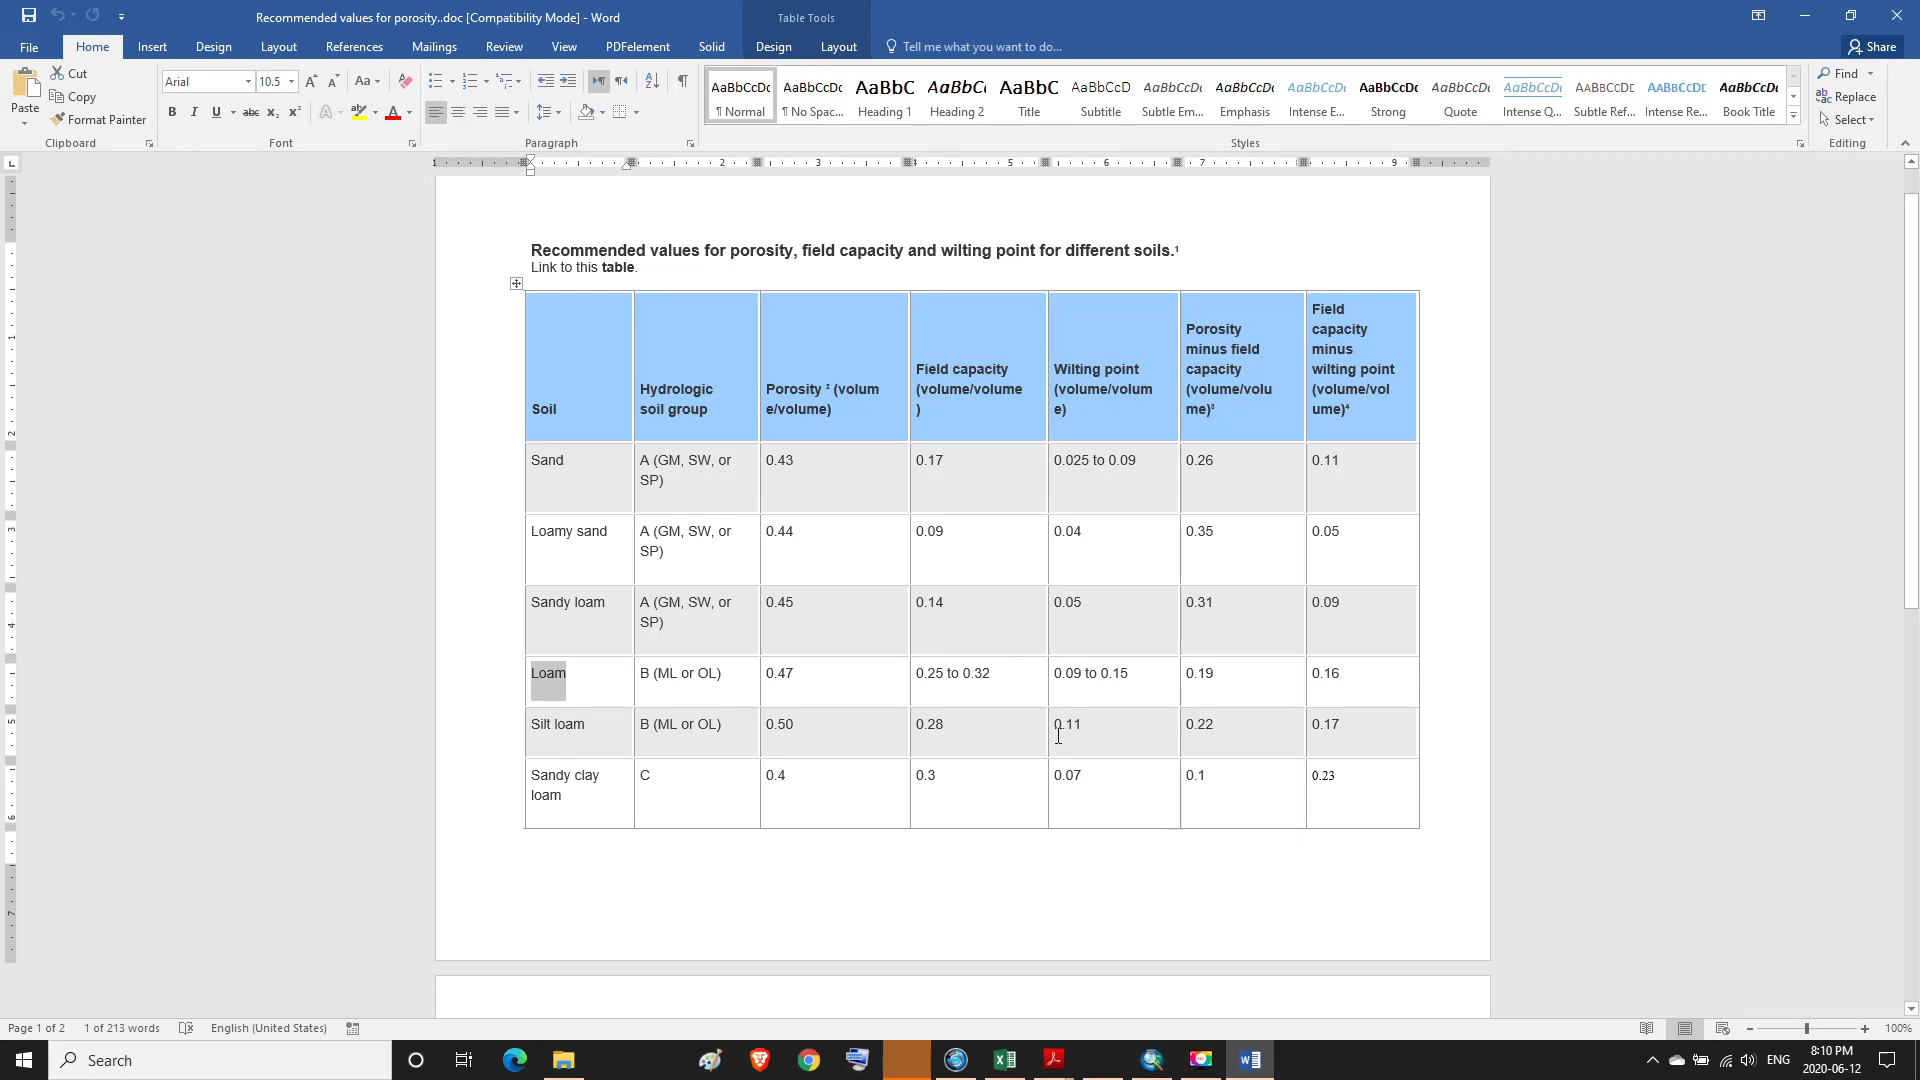 Recommended values for porosity..doc [Compatibility Mode] - Word
Table Tools
File Home Insert Design Layout References Mailings Review View PDFelement Solid Design Layout Tell me what you want to do... Share
Paste
Cut
Copy
Format Painter
Clipboard
Arial 10.5
Font
Paragraph
AaBbCcDc AaBbCcDc AaBbC AaBbC AaBbC AaBbCcD AaBbCcDc AaBbCcDc AaBbCcDc AaBbCcDc AaBbCcDc AaBbCcDc AABBCCDE AABBCCDE AaBbCcDc
¶ Normal ¶ No Spac... Heading 1 Heading 2 Title Subtitle Subtle Em... Emphasis Intense E... Strong Quote Intense Q... Subtle Ref... Intense Re... Book Title
Styles
Find
Replace
Select
Editing
Recommended values for porosity, field capacity and wilting point for different soils.¹
Link to this table.
Soil
Hydrologic
soil group
Porosity ² (volum
e/volume)
Field capacity
(volume/volume
)
Wilting point
(volume/volum
e)
Porosity
minus field
capacity
(volume/volu
me)³
Field
capacity
minus
wilting point
(volume/vol
ume)⁴
Sand
A (GM, SW, or
SP)
0.43
0.17
0.025 to 0.09
0.26
0.11
Loamy sand
A (GM, SW, or
SP)
0.44
0.09
0.04
0.35
0.05
Sandy loam
A (GM, SW, or
SP)
0.45
0.14
0.05
0.31
0.09
Loam
B (ML or OL)
0.47
0.25 to 0.32
0.09 to 0.15
0.19
0.16
Silt loam
B (ML or OL)
0.50
0.28
0.11
0.22
0.17
Sandy clay
loam
C
0.4
0.3
0.07
0.1
0.23
Page 1 of 2 1 of 213 words English (United States) 100%
Search
ENG
8:10 PM
2020-06-12